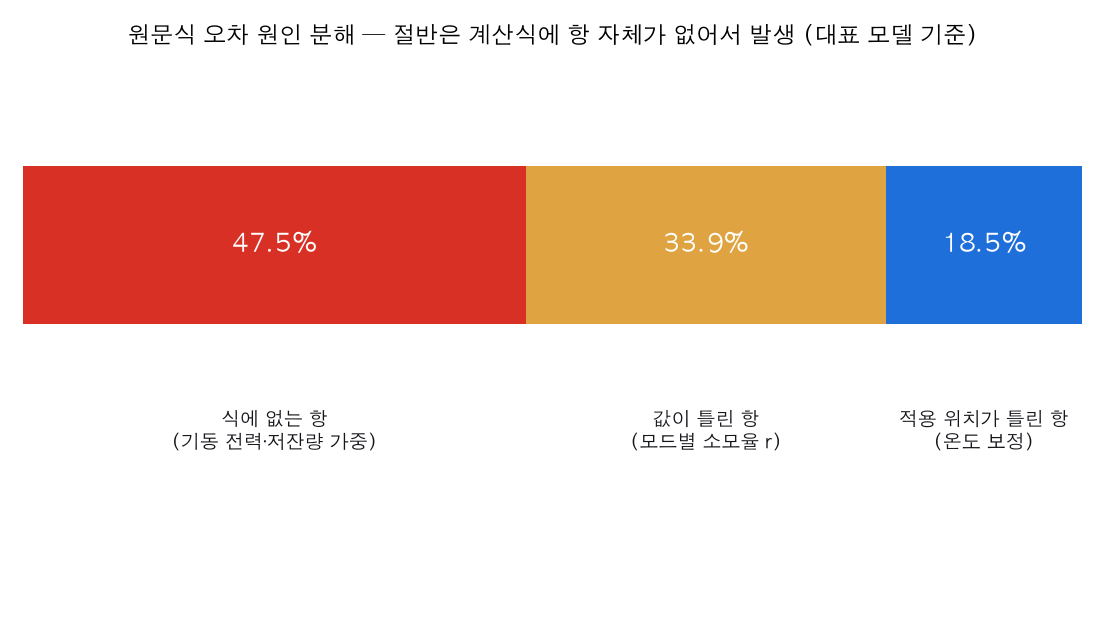 원문식 오차 원인 분해 — 절반은 계산식에 항 자체가 없어서 발생 (대표 모델 기준)
47.5%
33.9%
18.5%
식에 없는 항
(기동 전력·저잔량 가중)
값이 틀린 항
(모드별 소모율 r)
적용 위치가 틀린 항
(온도 보정)